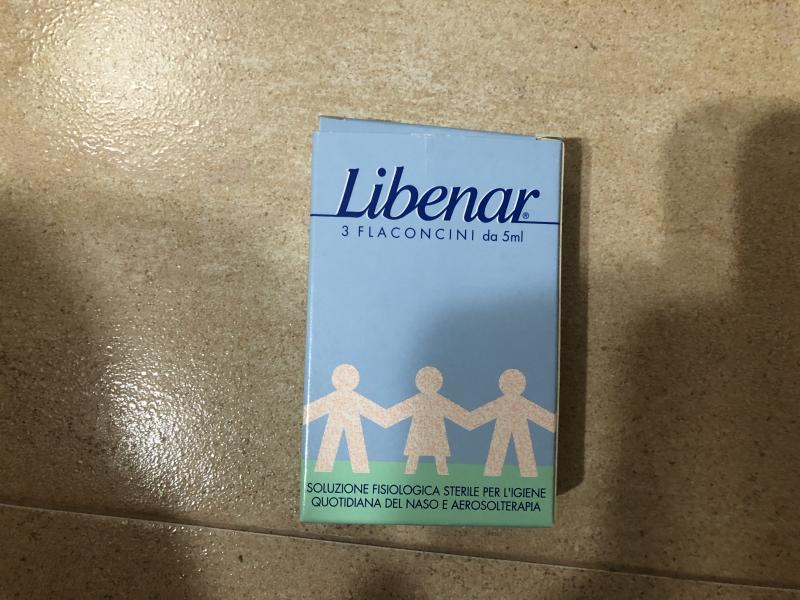 Libenar®
3 FLACONCINI da 5ml
SOLUZIONE FISIOLOGICA STERILE PER L'IGIENE
QUOTIDIANA DEL NASO E AEROSOLTERAPIA